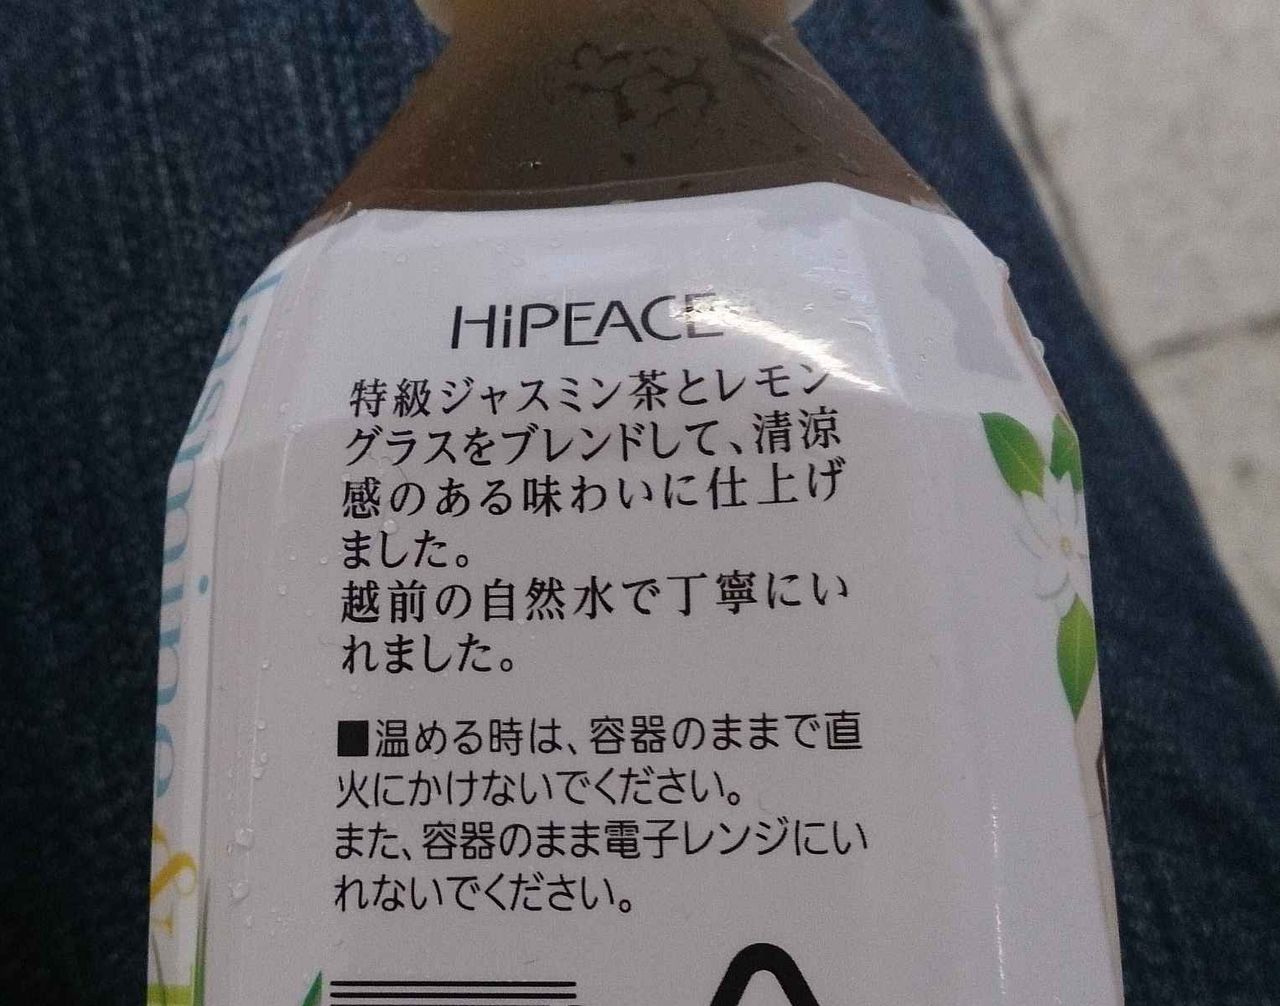 HiPEACE
特級ジャスミン茶とレモン
グラスをブレンドして、清涼
感のある味わいに仕上げ
ました。
越前の自然水で丁寧にい
れました。
■温める時は、容器のままで直
火にかけないでください。
また、容器のまま電子レンジにい
れないでください。
Jasmine
&